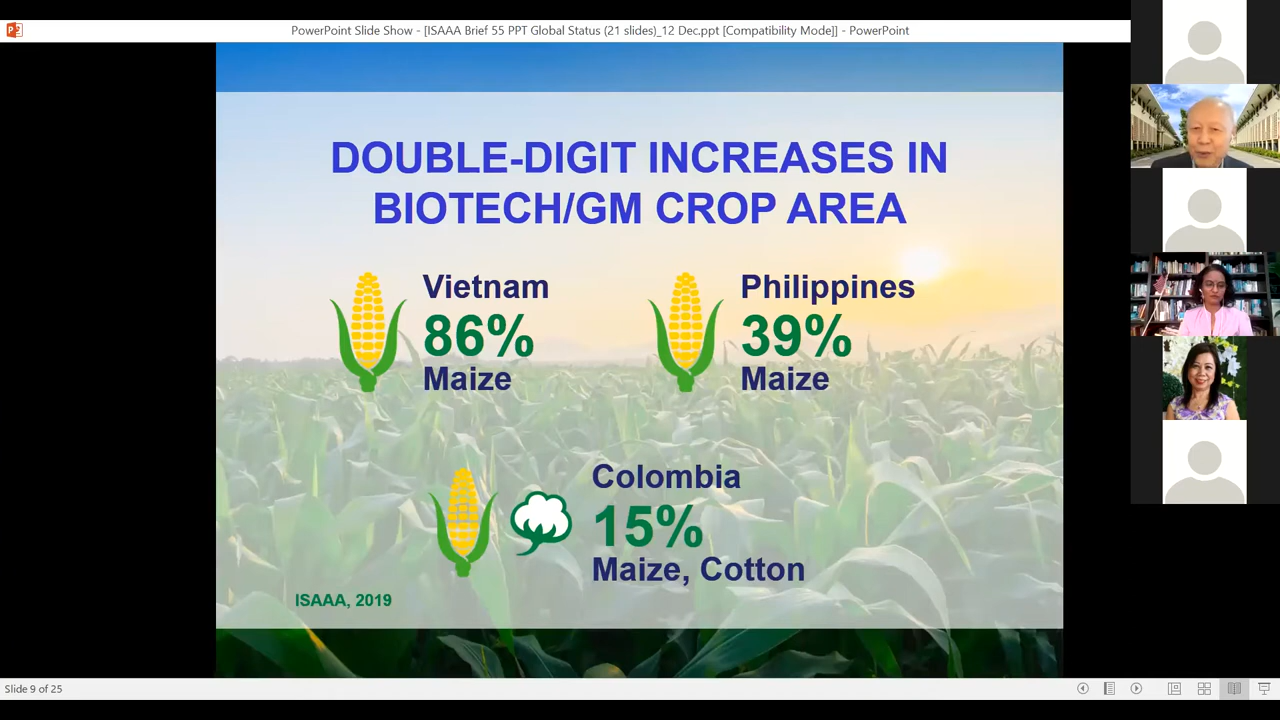 PowerPoint Slide Show - [ISAAA Brief 55 PPT Global Status (21 slides)_12 Dec.ppt [Compatibility Mode]] - PowerPoint
DOUBLE-DIGIT INCREASES IN
BIOTECH/GM CROP AREA
Vietnam
86%
Maize
Philippines
39%
Maize
Colombia
15%
Maize, Cotton
ISAAA, 2019
Slide 9 of 25